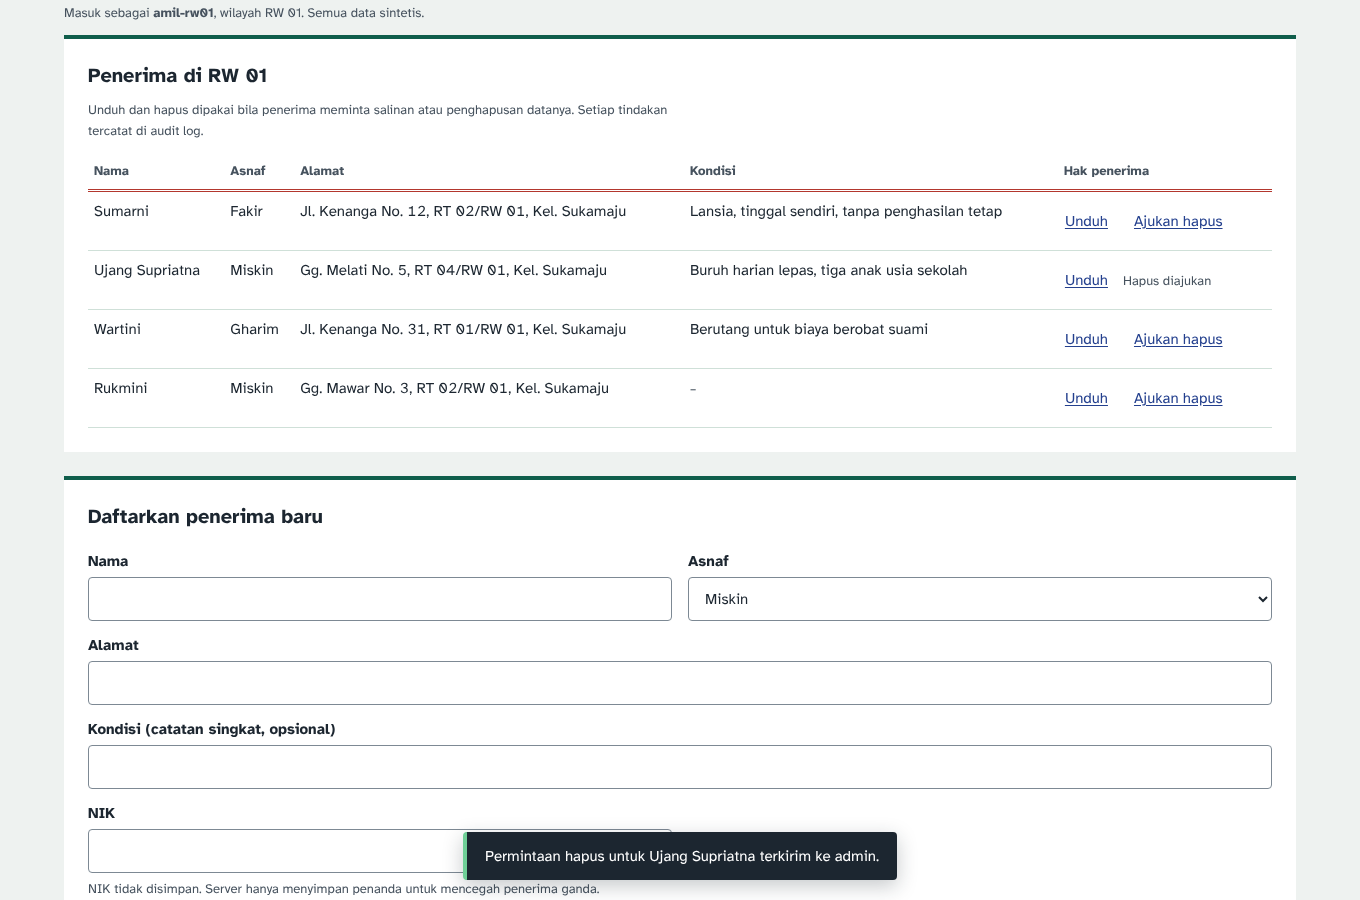 Masuk sebagai amil-rw01, wilayah RW 01. Semua data sintetis.
Penerima di RW 01
Unduh dan hapus dipakai bila penerima meminta salinan atau penghapusan datanya. Setiap tindakan
tercatat di audit log.
Nama Asnaf Alamat Kondisi Hak penerima
Sumarni Fakir Jl. Kenanga No. 12, RT 02/RW 01, Kel. Sukamaju Lansia, tinggal sendiri, tanpa penghasilan tetap Unduh Ajukan hapus
Ujang Supriatna Miskin Gg. Melati No. 5, RT 04/RW 01, Kel. Sukamaju Buruh harian lepas, tiga anak usia sekolah Unduh Hapus diajukan
Wartini Gharim Jl. Kenanga No. 31, RT 01/RW 01, Kel. Sukamaju Berutang untuk biaya berobat suami Unduh Ajukan hapus
Rukmini Miskin Gg. Mawar No. 3, RT 02/RW 01, Kel. Sukamaju – Unduh Ajukan hapus
Daftarkan penerima baru
Nama Asnaf
Miskin
Alamat
Kondisi (catatan singkat, opsional)
NIK
Permintaan hapus untuk Ujang Supriatna terkirim ke admin.
NIK tidak disimpan. Server hanya menyimpan penanda untuk mencegah penerima ganda.